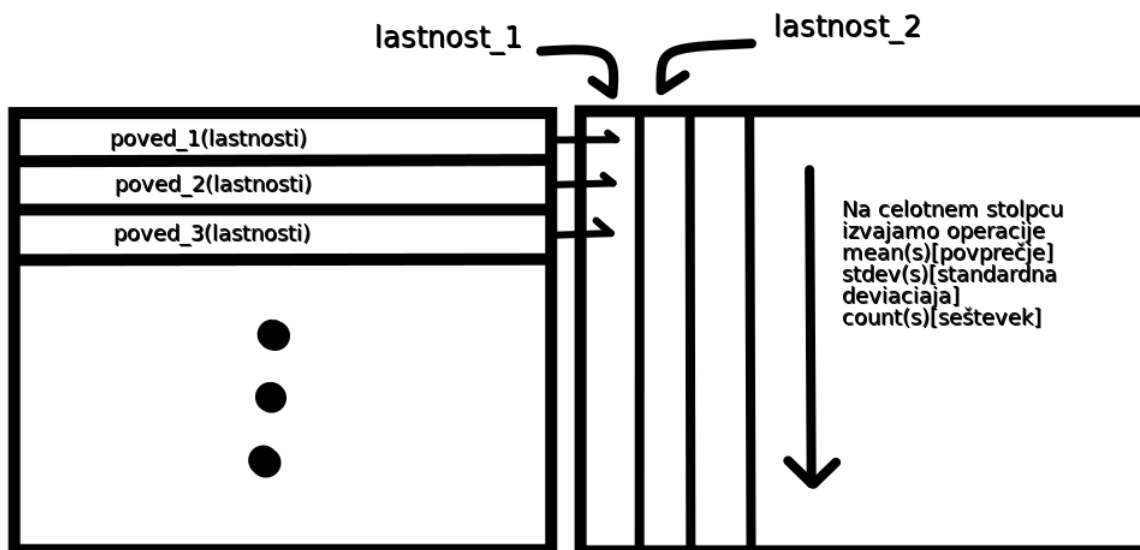 lastnost_1
lastnost_2
poved_1(lastnosti)
poved_2(lastnosti)
poved_3(lastnosti)
Na celotnem stolpcu
izvajamo operacije
mean(s)[povprečje]
stdev(s)[standardna
deviaciaja]
count(s)[seštevek]